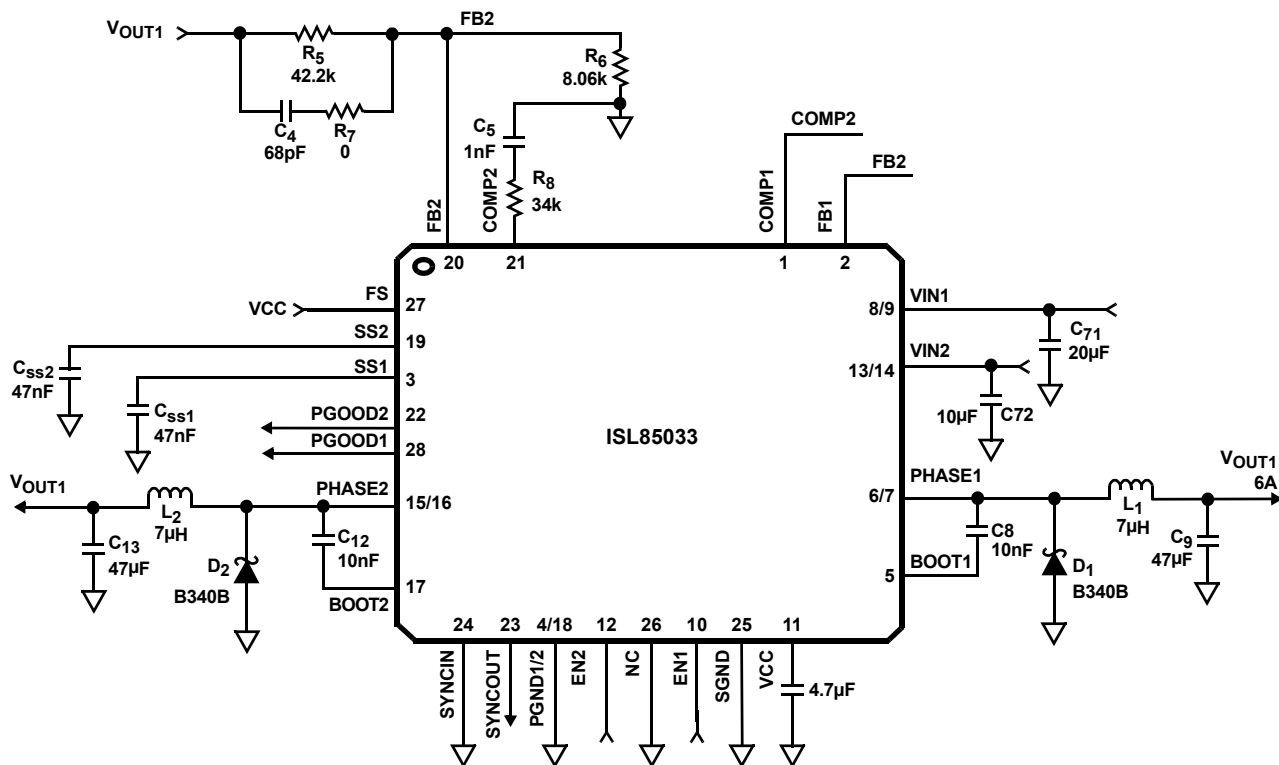 VOUT1
FB2
R5
42.2k
C4
68pF
R7
0
R6
8.06k
C5
1nF
R8
34k
COMP2
FB2
COMP2
COMP1
FB2
FB1
20
21
1
2
VCC
FS
27
SS2
19
SS1
3
PGOOD2
22
PGOOD1
28
Css2
47nF
Css1
47nF
ISL85033
8/9
VIN1
C71
20µF
13/14
VIN2
10µF
C72
VOUT1
L2
7µH
PHASE2
15/16
C13
47µF
D2
B340B
C12
10nF
17
BOOT2
6/7
PHASE1
VOUT1
6A
L1
7µH
C8
10nF
C9
47µF
5
BOOT1
D1
B340B
24
23
4/18
12
26
10
25
11
SYNCIN
SYNCOUT
PGND1/2
EN2
NC
EN1
SGND
VCC
4.7µF